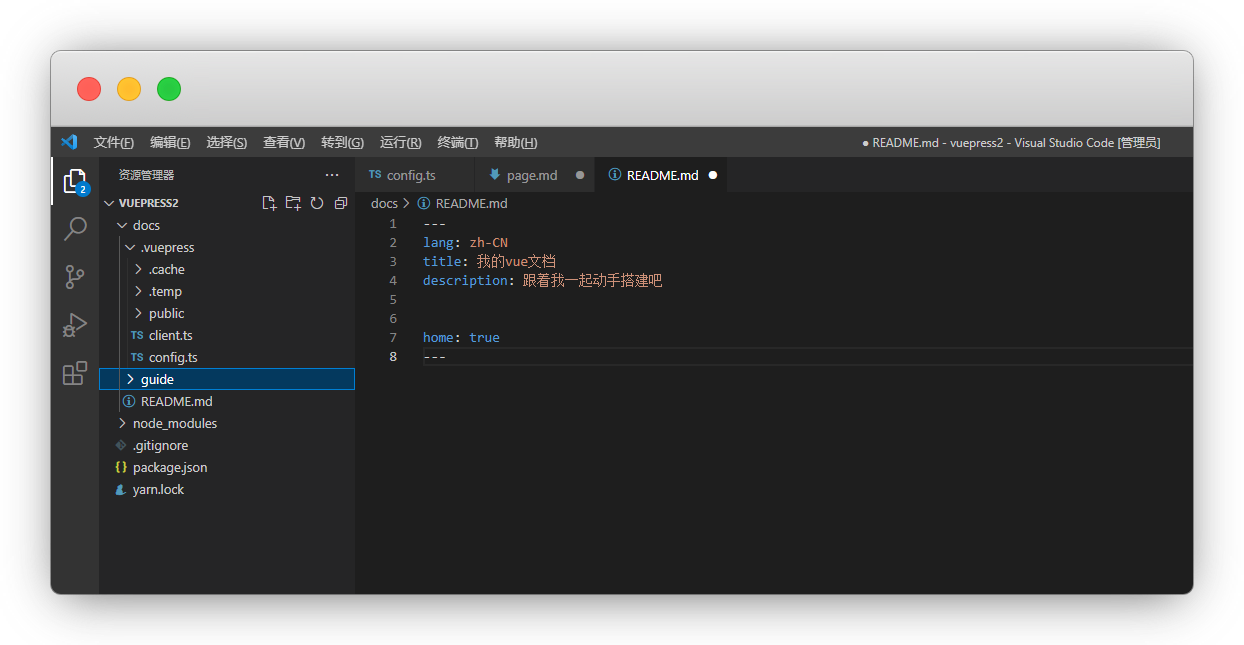 文件(F) 编辑(E) 选择(S) 查看(V) 转到(G) 运行(R) 终端(T) 帮助(H) ● README.md - vuepress2 - Visual Studio Code [管理员]
2
资源管理器 ···
VUEPRESS2
docs
.vuepress
.cache
.temp
public
TS client.ts
TS config.ts
guide
README.md
node_modules
.gitignore
{} package.json
yarn.lock
TS config.ts page.md ● README.md ●
docs > README.md
1 ---
2 lang: zh-CN
3 title: 我的vue文档
4 description: 跟着我一起动手搭建吧
5
6
7 home: true
8 ---